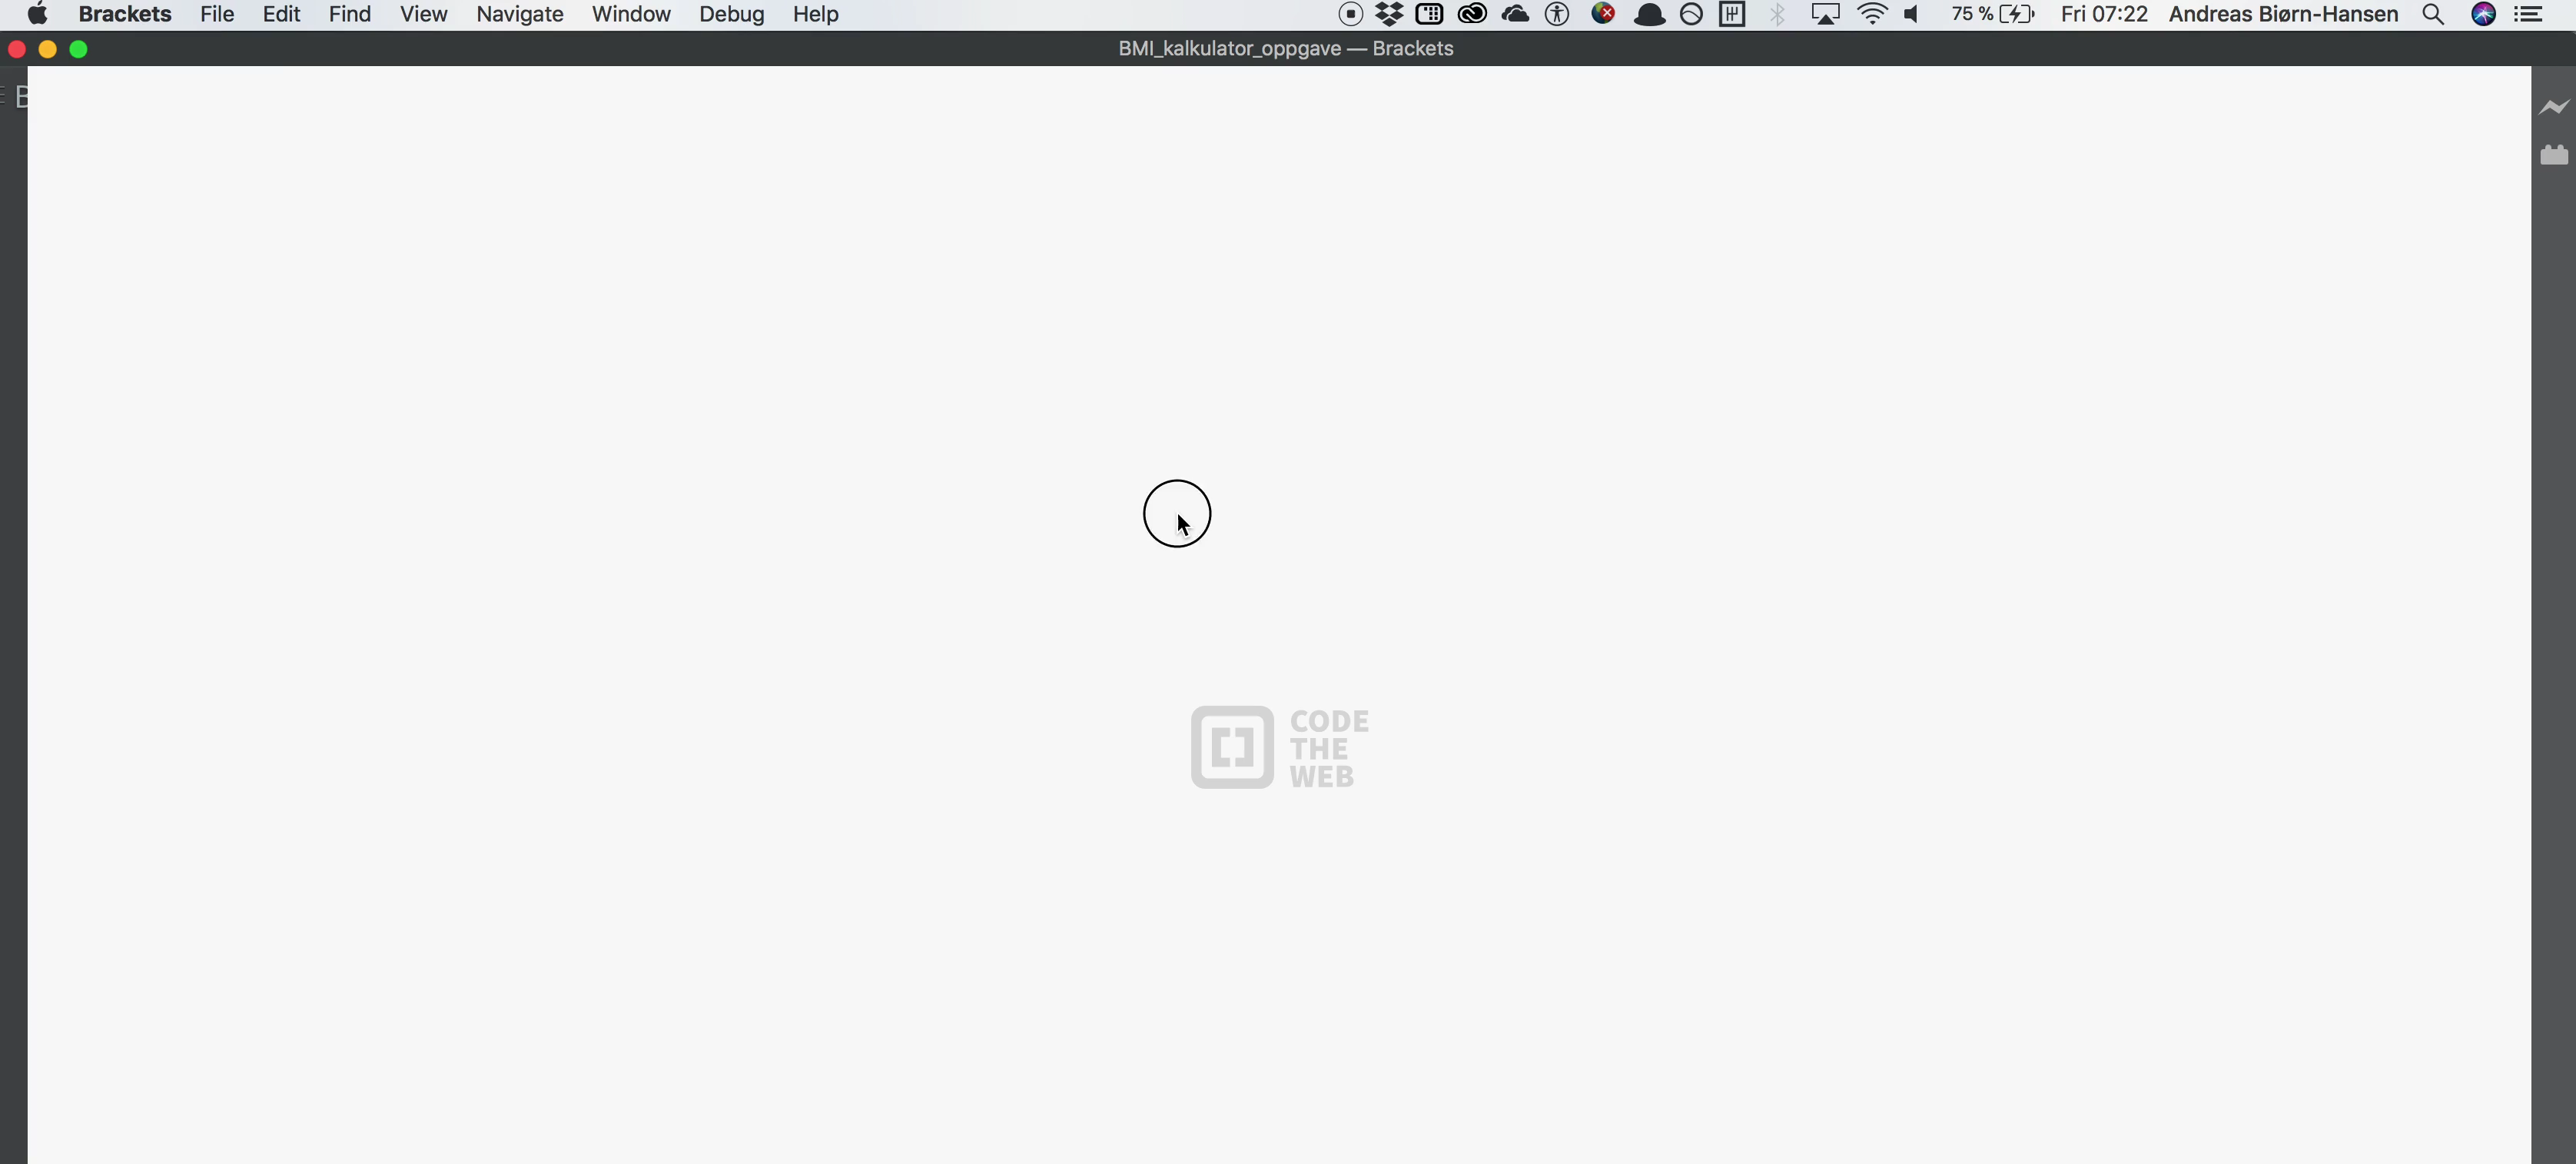 Brackets File Edit Find View Navigate Window Debug Help 75 % Fri 07:22 Andreas Biørn-Hansen
BMI_kalkulator_oppgave — Brackets
CODE
THE
WEB